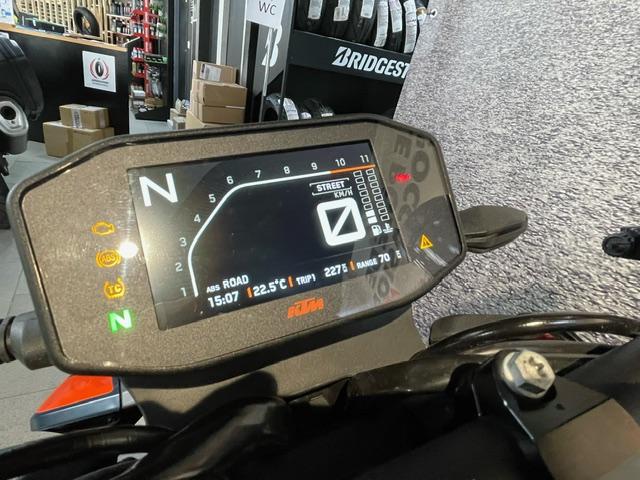 WC
BRIDGEST
N
1 2 3 4 5 6 7 8 9 10 11
STREET
KM/H
0
ABS ROAD
15:07 22.5°C TRIP1 227 RANGE 70
KTM
ABS
TC
N